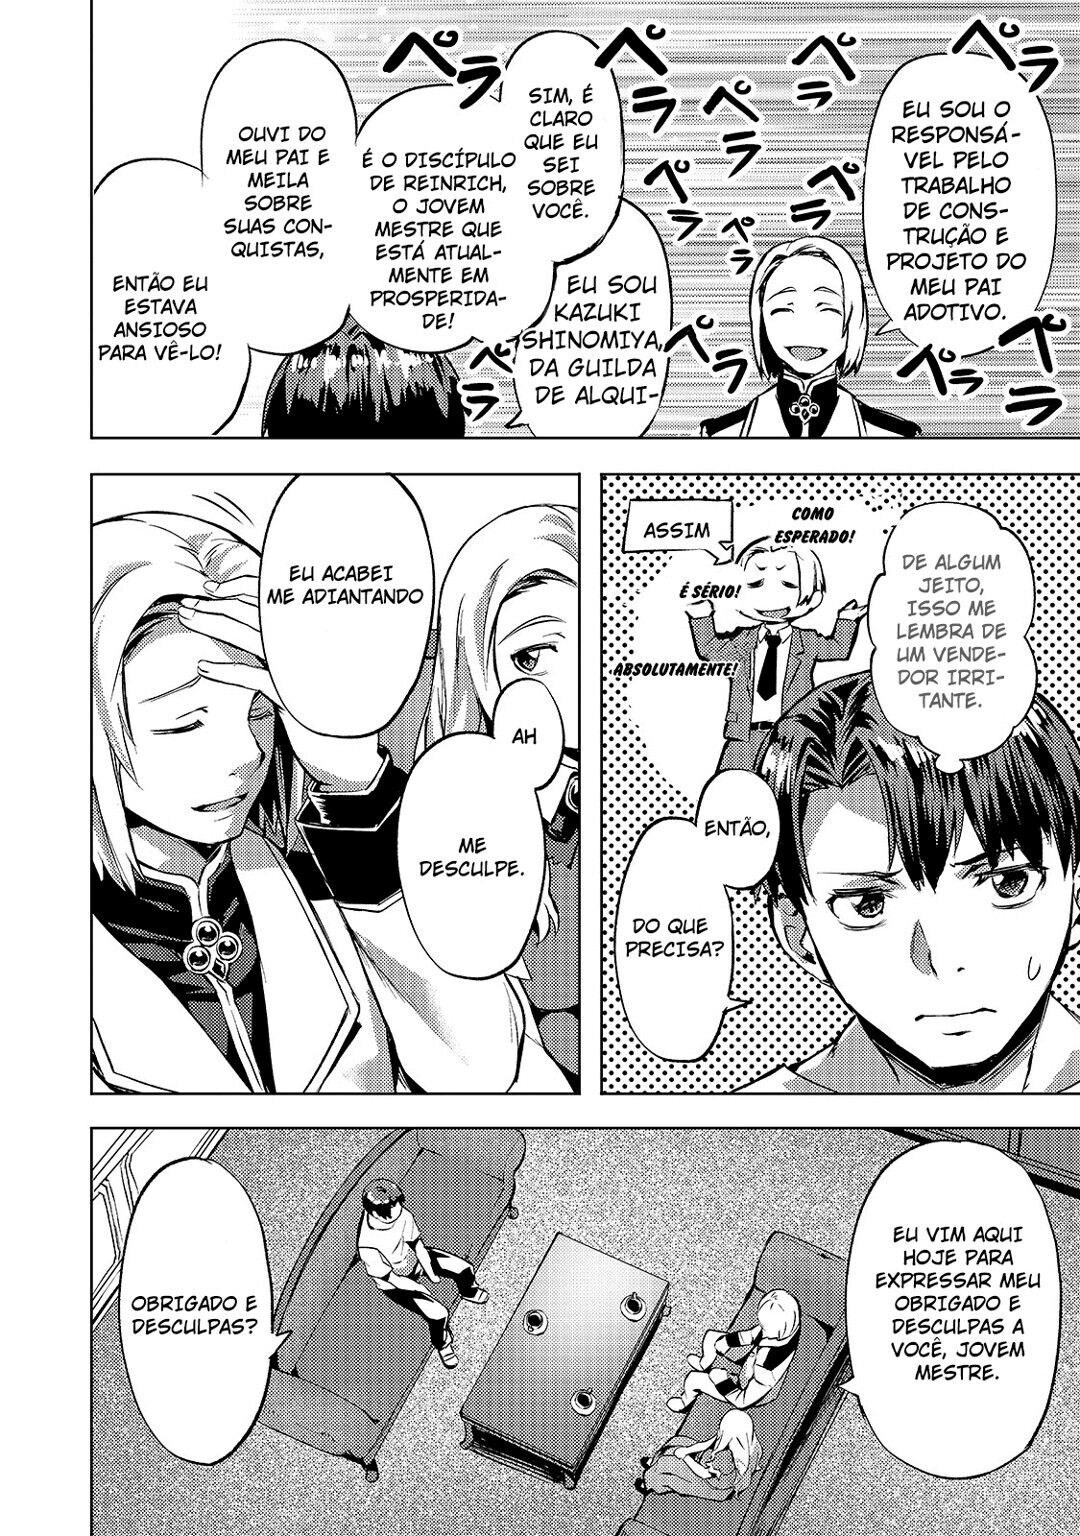 EU SOU O
RESPONSÁ-
VEL PELO
TRABALHO
DE CONS-
TRUÇÃO E
PROJETO DO
MEU PAI
ADOTIVO.
EU SOU
KAZUKI
SHINOMIYA,
DA GUILDA
DE ALQUI-
SIM, É
CLARO
QUE EU
SEI
SOBRE
VOCÊ.
É O DISCÍPULO
DE REINRICH,
O JOVEM
MESTRE QUE
ESTÁ ATUAL-
MENTE EM
PROSPERIDA-
DE!
OUVI DO
MEU PAI E
MEILA
SOBRE
SUAS CON-
QUISTAS,
ENTÃO EU
ESTAVA
ANSIOSO
PARA VÊ-LO!
ペラ
ペラ
ペラ
ペラ
ペラ
ペラ
ペラ
ペラ
ペラ
DE ALGUM
JEITO,
ISSO ME
LEMBRA DE
UM VENDE-
DOR IRRI-
TANTE.
ASSIM
COMO
ESPERADO!
É SÉRIO!
ABSOLUTAMENTE!
ENTÃO,
DO QUE
PRECISA?
AH
ME
DESCULPE.
EU ACABEI
ME ADIANTANDO
EU VIM AQUI
HOJE PARA
EXPRESSAR MEU
OBRIGADO E
DESCULPAS A
VOCÊ, JOVEM
MESTRE.
OBRIGADO E
DESCULPAS?